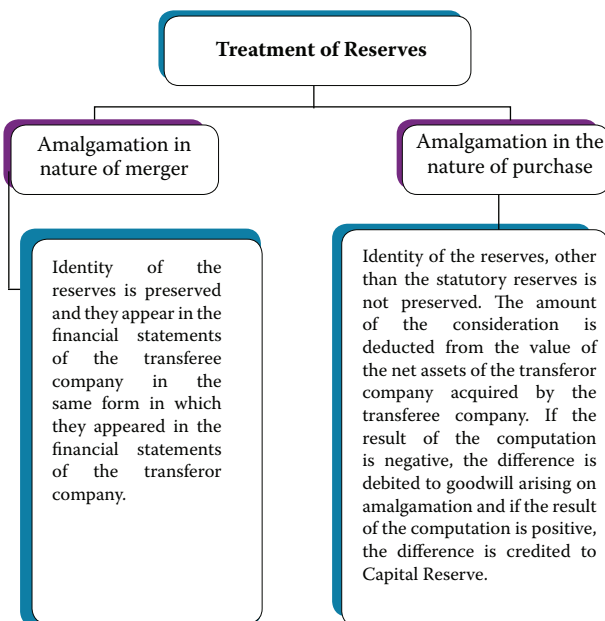 Treatment of Reserves
Amalgamation in
nature of merger
Amalgamation in the
nature of purchase
Identity of the
reserves is preserved
and they appear in the
financial statements
of the transferee
company in the
same form in which
they appeared in the
financial statements
of the transferor
company.
Identity of the reserves, other
than the statutory reserves is
not preserved. The amount
of the consideration is
deducted from the value of
the net assets of the transferor
company acquired by the
transferee company. If the
result of the computation
is negative, the difference is
debited to goodwill arising on
amalgamation and if the result
of the computation is positive,
the difference is credited to
Capital Reserve.